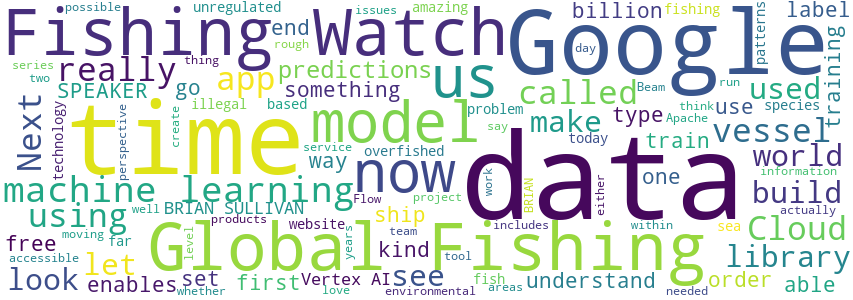 possible unregulated issues amazing
Fishing Watch Google billion fishing label
rough day patterns
series thing end
two really app predictions us training
SPEAKER go something called used
Next technology perspective illegal based problem type use species
create model make Beam run
time say Apache think vessel
service train
way overfished now today data one world
machine learning Flow project work BRIAN either within information build
using well BRIAN SULLIVAN ship includes sea actually
products website team Cloud
free moving far level Global Fishing tool library
accessible let years kind see fish understand order
look enables set first Vertex AI areas able
whether love environmental needed